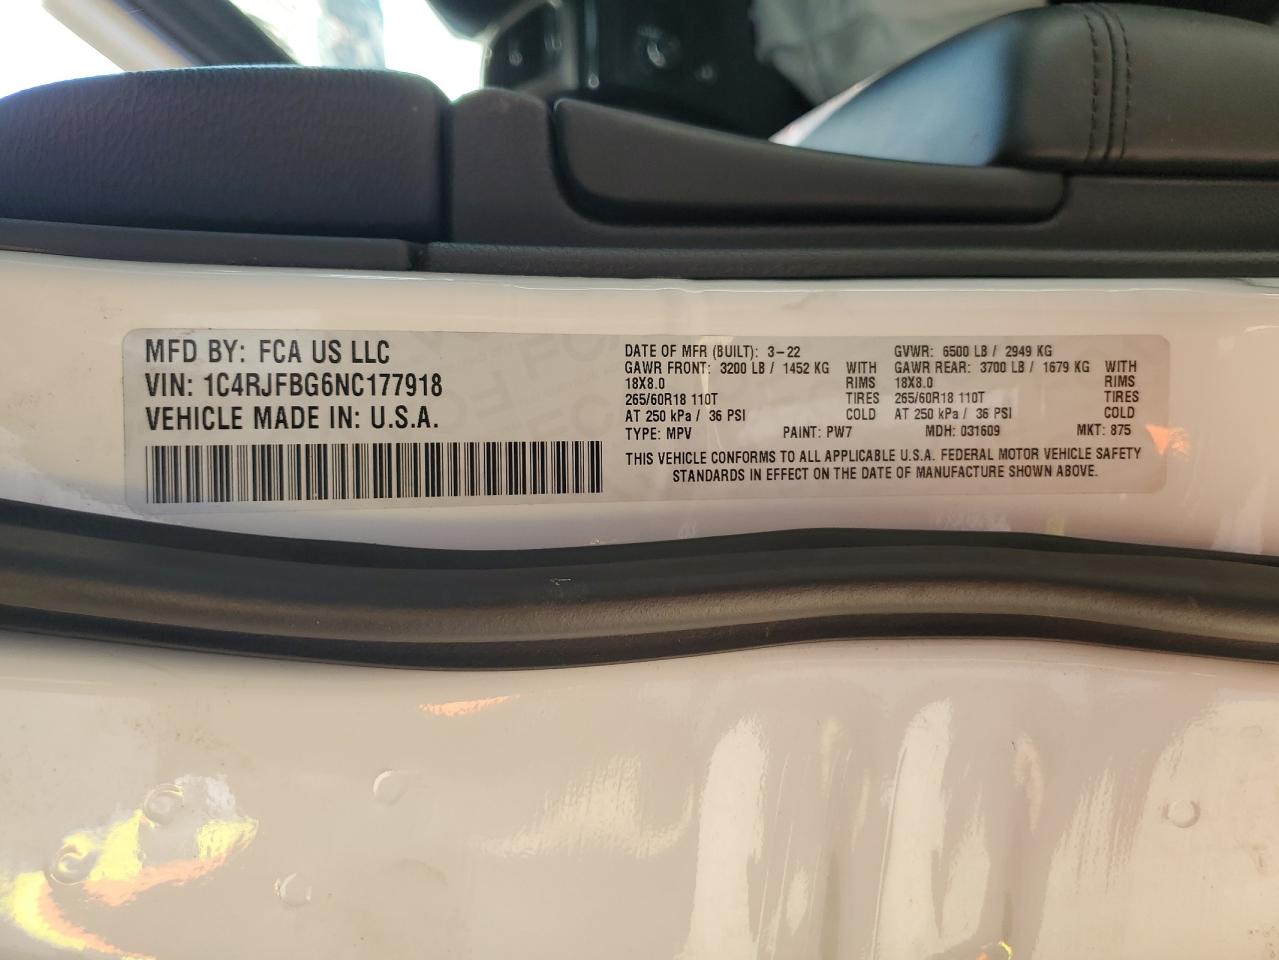 MFD BY: FCA US LLC
VIN: 1C4RJFBG6NC177918
VEHICLE MADE IN: U.S.A.
DATE OF MFR (BUILT): 3-22 GVWR: 6500 LB / 2949 KG
GAWR FRONT: 3200 LB / 1452 KG WITH GAWR REAR: 3700 LB / 1679 KG WITH
18X8.0 RIMS 18X8.0 RIMS
265/60R18 110T TIRES 265/60R18 110T TIRES
AT 250 kPa / 36 PSI COLD AT 250 kPa / 36 PSI COLD
TYPE: MPV PAINT: PW7 MDH: 031609 MKT: 875
THIS VEHICLE CONFORMS TO ALL APPLICABLE U.S.A. FEDERAL MOTOR VEHICLE SAFETY
STANDARDS IN EFFECT ON THE DATE OF MANUFACTURE SHOWN ABOVE.